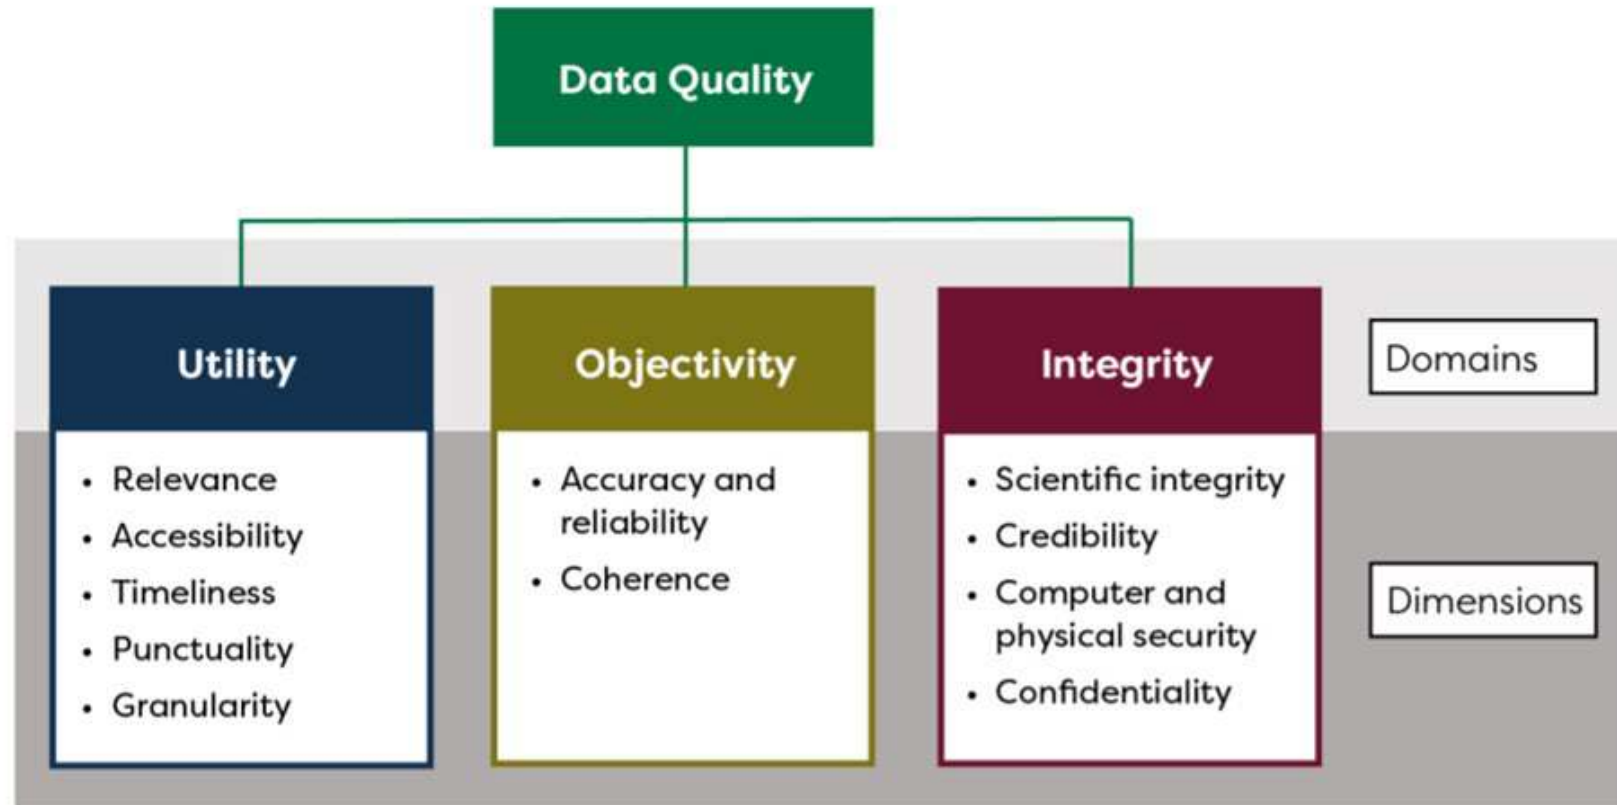 Data Quality
Utility
Objectivity
Integrity
Domains
• Relevance
• Accessibility
• Timeliness
• Punctuality
• Granularity
• Accuracy and
reliability
• Coherence
• Scientific integrity
• Credibility
• Computer and
physical security
• Confidentiality
Dimensions